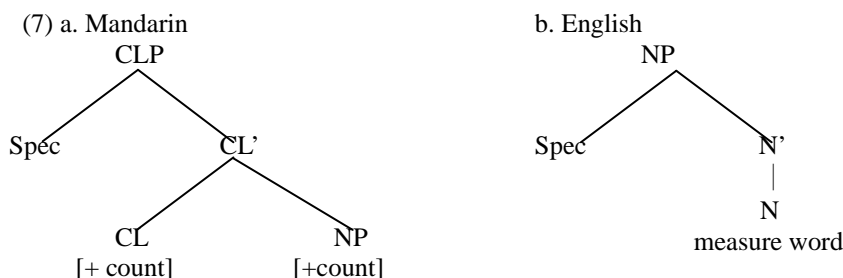 (7) a. Mandarin b. English
CLP NP
Spec CL’ Spec N’
CL NP N
[+ count] [+count] measure word